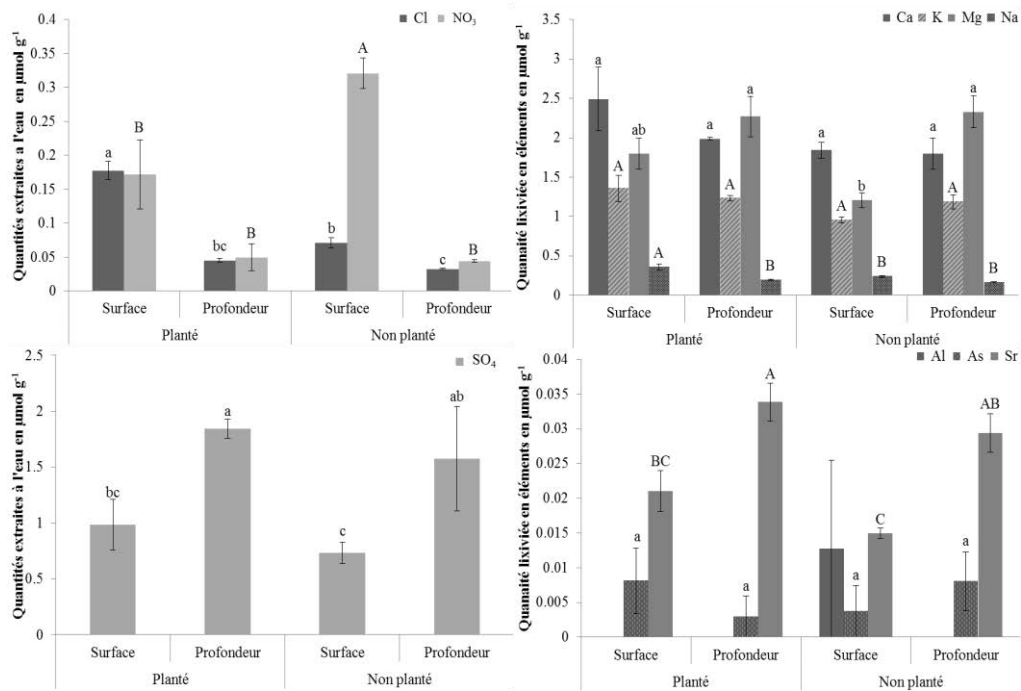 Quantités extraites a l'eau en µmol g-1
0.4
0.35
0.3
0.25
0.2
0.15
0.1
0.05
0
Cl NO3
a B bc B b A c B
Surface Profondeur Surface Profondeur
Planté Non planté
Quanaité lixiviée en éléments en µmol g-1
3.5
3
2.5
2
1.5
1
0.5
0
Ca K Mg Na
a A ab A a A a B a A b B a A a B
Surface Profondeur Surface Profondeur
Planté Non planté
Quantités extraites à l'eau en µmol g-1
2.5
2
1.5
1
0.5
0
SO4
bc a c ab
Surface Profondeur Surface Profondeur
Planté Non planté
Quanaité lixiviée en éléments en µmol g-1
0.04
0.035
0.03
0.025
0.02
0.015
0.01
0.005
0
Al As Sr
a BC a A a C a AB
Surface Profondeur Surface Profondeur
Planté Non planté